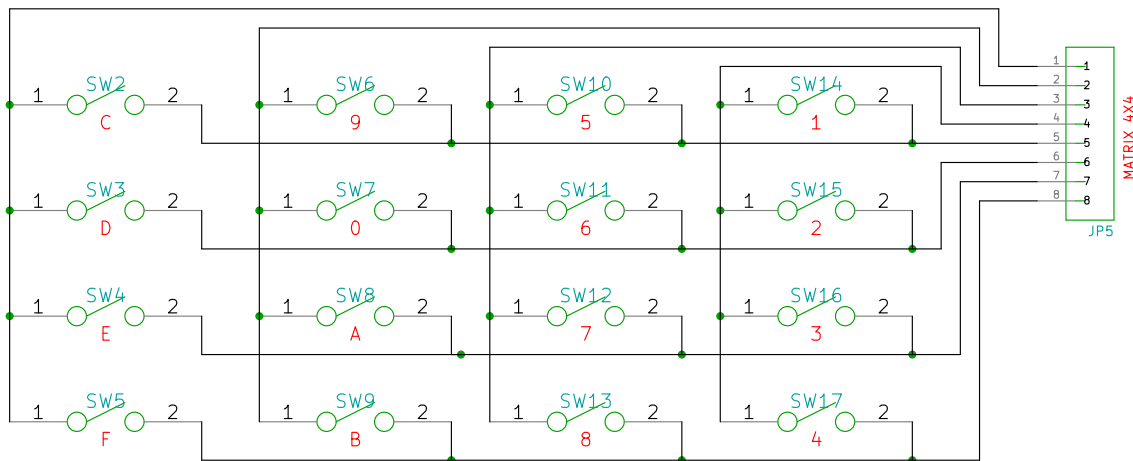 SW2 SW6 SW10 SW14
1 2 1 2 1 2 1 2
C 9 5 1
SW3 SW7 SW11 SW15
1 2 1 2 1 2 1 2
D 0 6 2
SW4 SW8 SW12 SW16
1 2 1 2 1 2 1 2
E A 7 3
SW5 SW9 SW13 SW17
1 2 1 2 1 2 1 2
F B 8 4
1 1
2 2
3 3
4 4
5 5
6 6
7 7
8 8
MATRIX 4X4
JP5